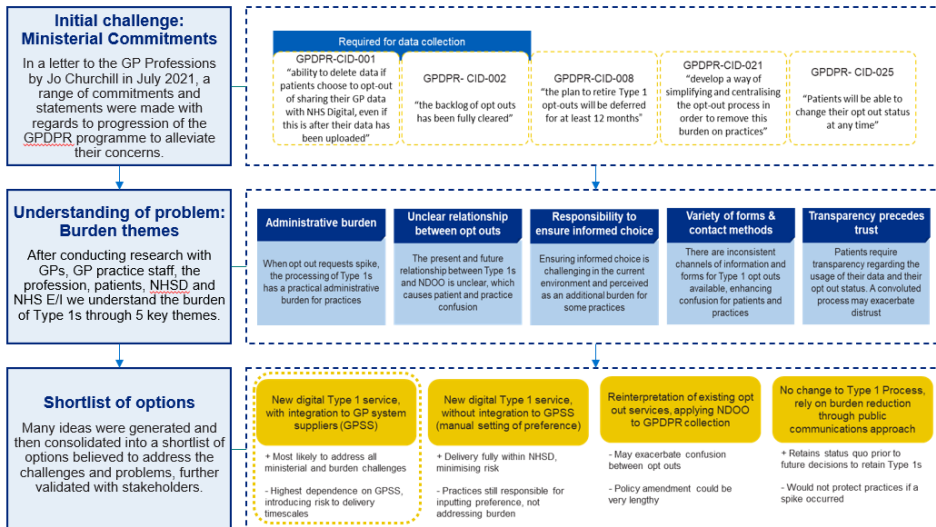 Initial challenge:
Ministerial Commitments
In a letter to the GP Professions
by Jo Churchill in July 2021, a
range of commitments and
statements were made with
regards to progression of the
GPDPR programme to alleviate
their concerns.
Required for data collection
GPDPR-CID-001
“ability to delete data if
patients choose to opt-out
of sharing their GP data
with NHS Digital, even if
this is after their data has
been uploaded”
GPDPR- CID-002
“the backlog of opt outs
has been fully cleared”
GPDPR-CID-008
“the plan to retire Type 1
opt-outs will be deferred
for at least 12 months”
GPDPR-CID-021
“develop a way of
simplifying and centralising
the opt-out process in
order to remove this
burden on practices”
GPDPR- CID-025
“Patients will be able to
change their opt out status
at any time”
Understanding of problem:
Burden themes
After conducting research with
GPs, GP practice staff, the
profession, patients, NHSD and
NHS E/I we understand the burden
of Type 1s through 5 key themes.
Administrative burden
When opt out requests spike,
the processing of Type 1s
has a practical administrative
burden for practices
Unclear relationship
between opt outs
The present and future
relationship between Type 1s
and NDOO is unclear, which
causes patient and practice
confusion
Responsibility to
ensure informed choice
Ensuring informed choice is
challenging in the current
environment and perceived
as an additional burden for
some practices
Variety of forms &
contact methods
There are inconsistent
channels of information and
forms for Type 1 opt outs
available, enhancing
confusion for patients and
practices
Transparency precedes
trust
Patients require
transparency regarding the
usage of their data and their
opt out status. A convoluted
process may exacerbate
distrust
Shortlist of options
Many ideas were generated and
then consolidated into a shortlist of
options believed to address the
challenges and problems, further
validated with stakeholders.
New digital Type 1 service,
with integration to GP system
suppliers (GPSS)
+ Most likely to address all
ministerial and burden challenges
- Highest dependence on GPSS,
introducing risk to delivery
timescales
New digital Type 1 service,
without integration to GPSS
(manual setting of preference)
+ Delivery fully within NHSD,
minimising risk
- Practices still responsible for
inputting preference, not
addressing burden
Reinterpretation of existing opt
out services, applying NDOO
to GPDPR collection
- May exacerbate confusion
between opt outs
- Policy amendment could be
very lengthy
No change to Type 1 Process,
rely on burden reduction
through public
communications approach
+ Retains status quo prior to
future decisions to retain Type 1s
- Would not protect practices if a
spike occurred